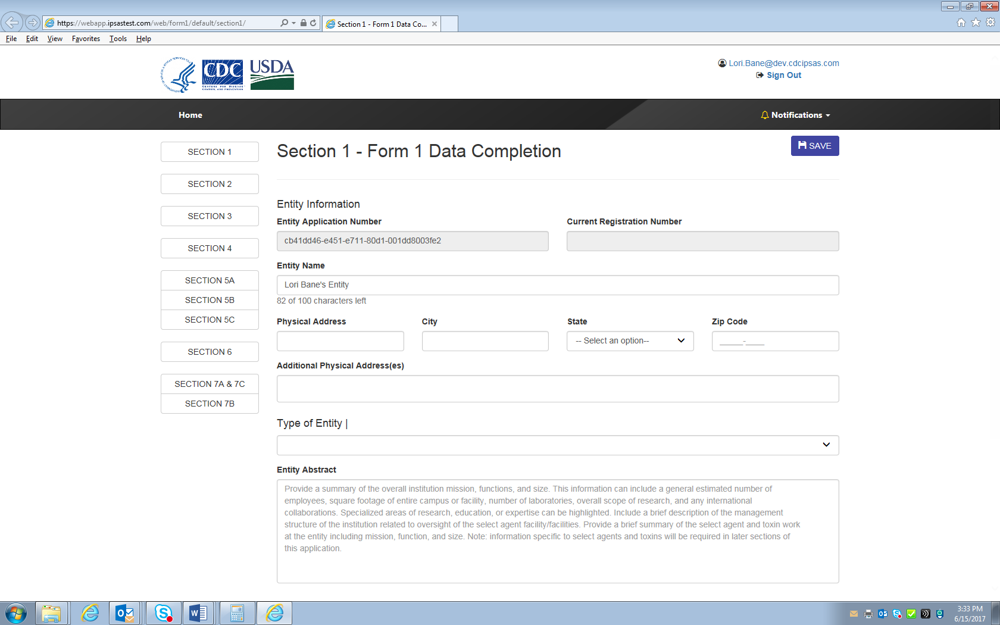 https://webapp.ipsastest.com/web/form1/default/section1/
Section 1 - Form 1 Data Co...
File Edit View Favorites Tools Help
CDC
CENTERS FOR DISEASE
CONTROL AND PREVENTION
USDA
Lori.Bane@dev.cdcipsas.com
Sign Out
Home
Notifications
SECTION 1
SECTION 2
SECTION 3
SECTION 4
SECTION 5A
SECTION 5B
SECTION 5C
SECTION 6
SECTION 7A & 7C
SECTION 7B
Section 1 - Form 1 Data Completion
SAVE
Entity Information
Entity Application Number Current Registration Number
cb41dd46-e451-e711-80d1-001dd8003fe2
Entity Name
Lori Bane's Entity
82 of 100 characters left
Physical Address City State Zip Code
-- Select an option-- _____-____
Additional Physical Address(es)
Type of Entity |
Entity Abstract
Provide a summary of the overall institution mission, functions, and size. This information can include a general estimated number of
employees, square footage of entire campus or facility, number of laboratories, overall scope of research, and any international
collaborations. Specialized areas of research, education, or expertise can be highlighted. Include a brief description of the management
structure of the institution related to oversight of the select agent facility/facilities. Provide a brief summary of the select agent and toxin work
at the entity including mission, function, and size. Note: information specific to select agents and toxins will be required in later sections of
this application.
3:33 PM
6/15/2017